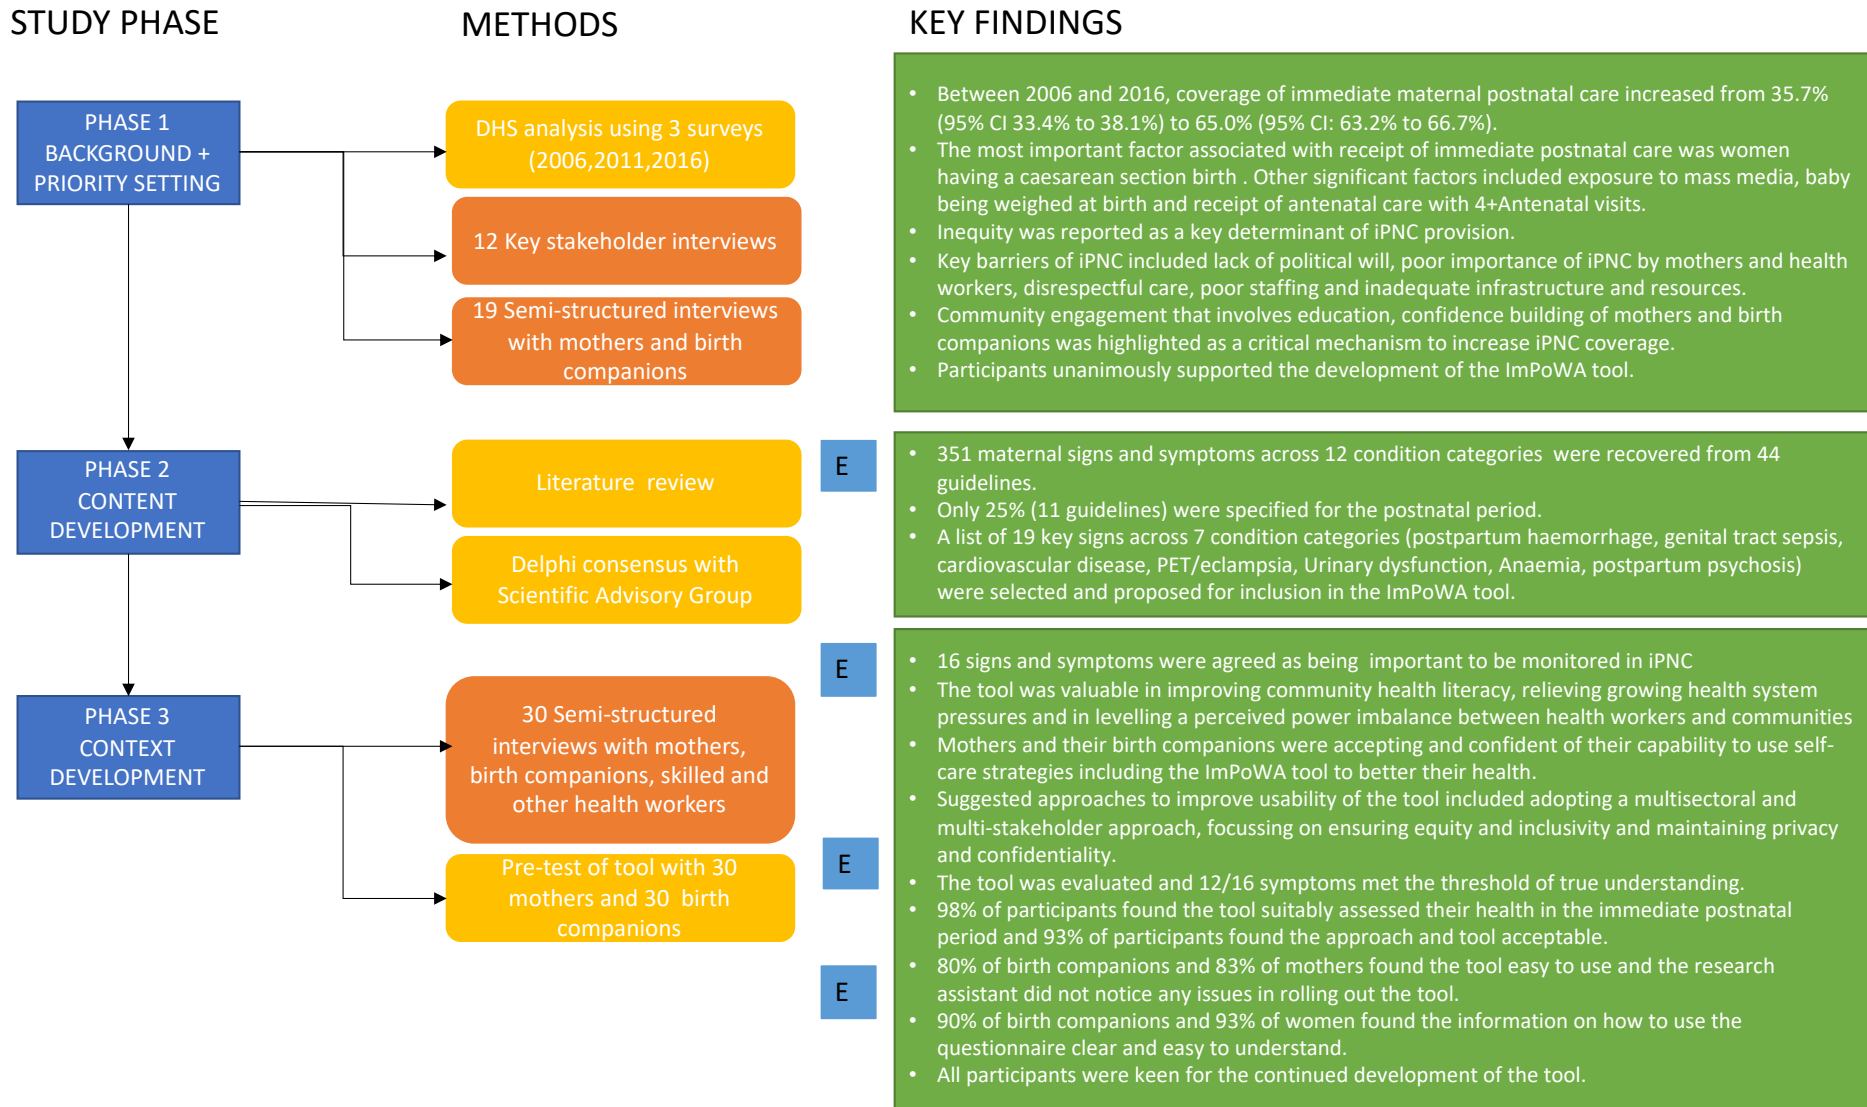 STUDY PHASE
METHODS
KEY FINDINGS
PHASE 1
BACKGROUND +
PRIORITY SETTING
DHS analysis using 3 surveys
(2006,2011,2016)
12 Key stakeholder interviews
19 Semi-structured interviews
with mothers and birth
companions
• Between 2006 and 2016, coverage of immediate maternal postnatal care increased from 35.7%
(95% CI 33.4% to 38.1%) to 65.0% (95% CI: 63.2% to 66.7%).
• The most important factor associated with receipt of immediate postnatal care was women
having a caesarean section birth . Other significant factors included exposure to mass media, baby
being weighed at birth and receipt of antenatal care with 4+Antenatal visits.
• Inequity was reported as a key determinant of iPNC provision.
• Key barriers of iPNC included lack of political will, poor importance of iPNC by mothers and health
workers, disrespectful care, poor staffing and inadequate infrastructure and resources.
• Community engagement that involves education, confidence building of mothers and birth
companions was highlighted as a critical mechanism to increase iPNC coverage.
• Participants unanimously supported the development of the ImPoWA tool.
PHASE 2
CONTENT
DEVELOPMENT
Literature review
Delphi consensus with
Scientific Advisory Group
E
• 351 maternal signs and symptoms across 12 condition categories were recovered from 44
guidelines.
• Only 25% (11 guidelines) were specified for the postnatal period.
• A list of 19 key signs across 7 condition categories (postpartum haemorrhage, genital tract sepsis,
cardiovascular disease, PET/eclampsia, Urinary dysfunction, Anaemia, postpartum psychosis)
were selected and proposed for inclusion in the ImPoWA tool.
PHASE 3
CONTEXT
DEVELOPMENT
30 Semi-structured
interviews with mothers,
birth companions, skilled and
other health workers
Pre-test of tool with 30
mothers and 30 birth
companions
E
E
E
• 16 signs and symptoms were agreed as being important to be monitored in iPNC
• The tool was valuable in improving community health literacy, relieving growing health system
pressures and in levelling a perceived power imbalance between health workers and communities
• Mothers and their birth companions were accepting and confident of their capability to use self-
care strategies including the ImPoWA tool to better their health.
• Suggested approaches to improve usability of the tool included adopting a multisectoral and
multi-stakeholder approach, focussing on ensuring equity and inclusivity and maintaining privacy
and confidentiality.
• The tool was evaluated and 12/16 symptoms met the threshold of true understanding.
• 98% of participants found the tool suitably assessed their health in the immediate postnatal
period and 93% of participants found the approach and tool acceptable.
• 80% of birth companions and 83% of mothers found the tool easy to use and the research
assistant did not notice any issues in rolling out the tool.
• 90% of birth companions and 93% of women found the information on how to use the
questionnaire clear and easy to understand.
• All participants were keen for the continued development of the tool.